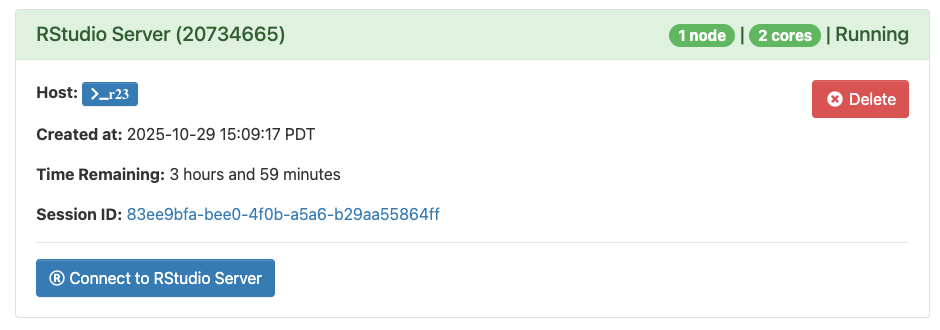 RStudio Server (20734665) 1 node | 2 cores | Running
Host: >_r23 Delete
Created at: 2025-10-29 15:09:17 PDT
Time Remaining: 3 hours and 59 minutes
Session ID: 83ee9bfa-bee0-4f0b-a5a6-b29aa55864ff
® Connect to RStudio Server